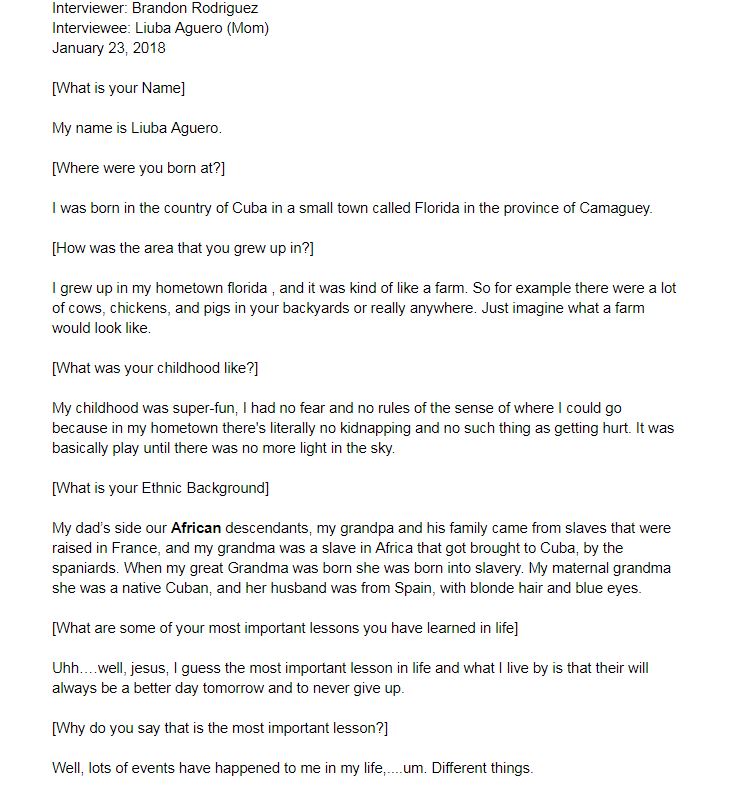 Interviewer: Brandon Rodriguez
Interviewee: Liuba Aguero (Mom)
January 23, 2018
[What is your Name]
My name is Liuba Aguero.
[Where were you born at?]
I was born in the country of Cuba in a small town called Florida in the province of Camaguey.
[How was the area that you grew up in?]
I grew up in my hometown florida , and it was kind of like a farm. So for example there were a lot
of cows, chickens, and pigs in your backyards or really anywhere. Just imagine what a farm
would look like.
[What was your childhood like?]
My childhood was super-fun, I had no fear and no rules of the sense of where I could go
because in my hometown there's literally no kidnapping and no such thing as getting hurt. It was
basically play until there was no more light in the sky.
[What is your Ethnic Background]
My dad's side our African descendants, my grandpa and his family came from slaves that were
raised in France, and my grandma was a slave in Africa that got brought to Cuba, by the
spaniards. When my great Grandma was born she was born into slavery. My maternal grandma
she was a native Cuban, and her husband was from Spain, with blonde hair and blue eyes.
[What are some of your most important lessons you have learned in life]
Uhh....well, jesus, I guess the most important lesson in life and what I live by is that their will
always be a better day tomorrow and to never give up.
[Why do you say that is the most important lesson?]
Well, lots of events have happened to me in my life,....um. Different things.